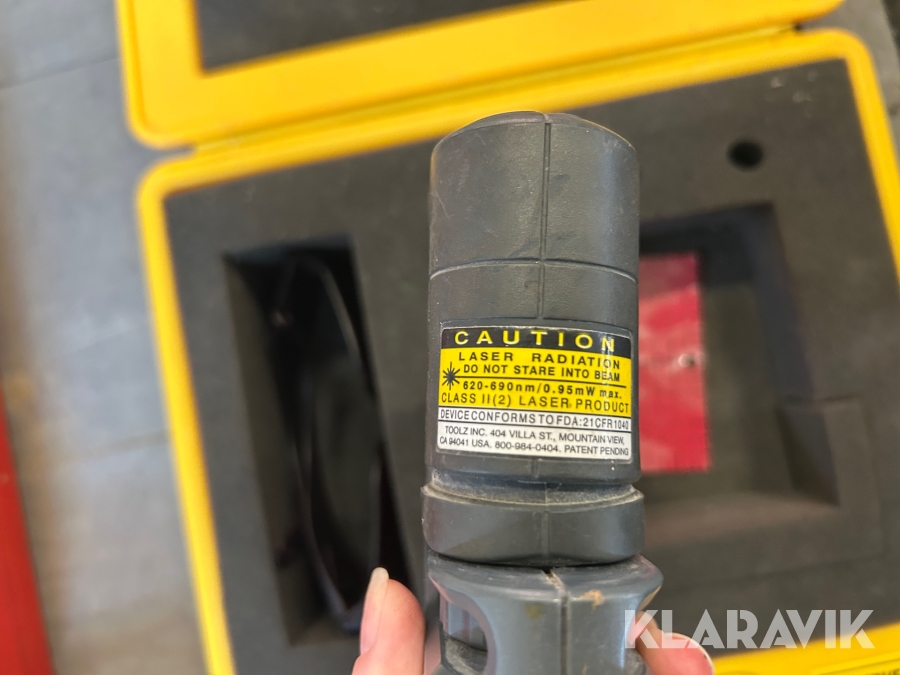 CAUTION
LASER RADIATION
DO NOT STARE INTO BEAM
620-690nm/0.95mW max.
CLASS II(2) LASER PRODUCT
DEVICE CONFORMS TO FDA:21CFR1040
TOOLZ INC. 404 VILLA ST., MOUNTAIN VIEW,
CA 94041 USA. 800-984-0404. PATENT PENDING
KLARAVIK